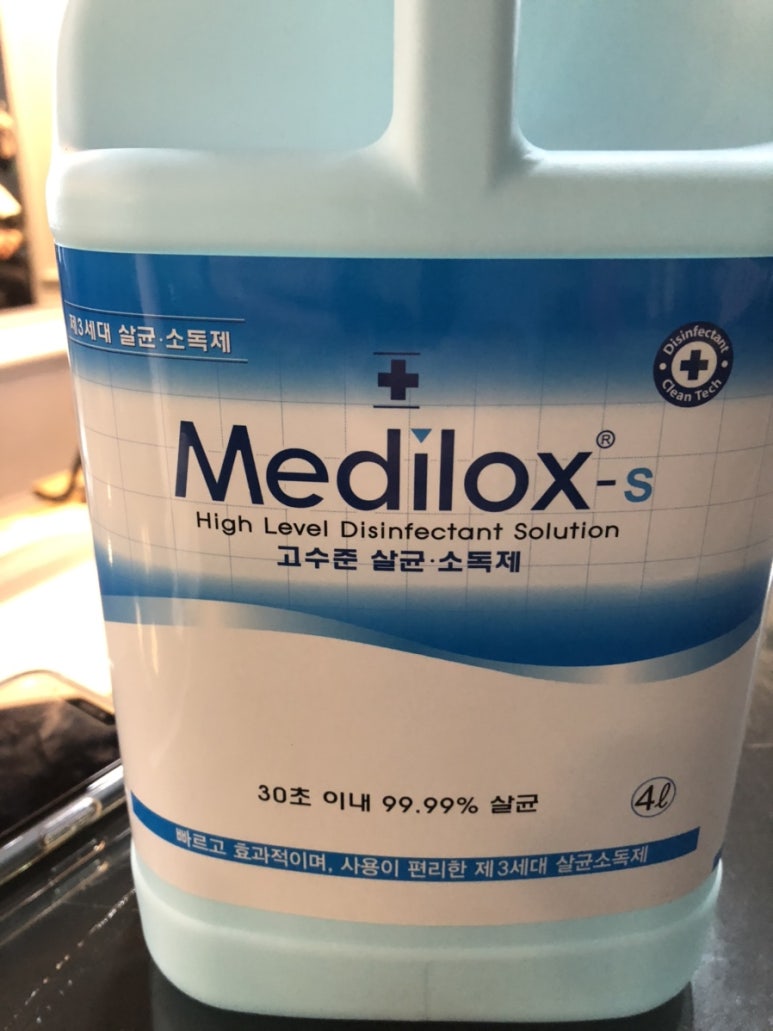 제3세대 살균·소독제
Disinfectant
Clean Tech
Medilox®-s
High Level Disinfectant Solution
고수준 살균·소독제
30초 이내 99.99% 살균
4ℓ
빠르고 효과적이며, 사용이 편리한 제3세대 살균소독제